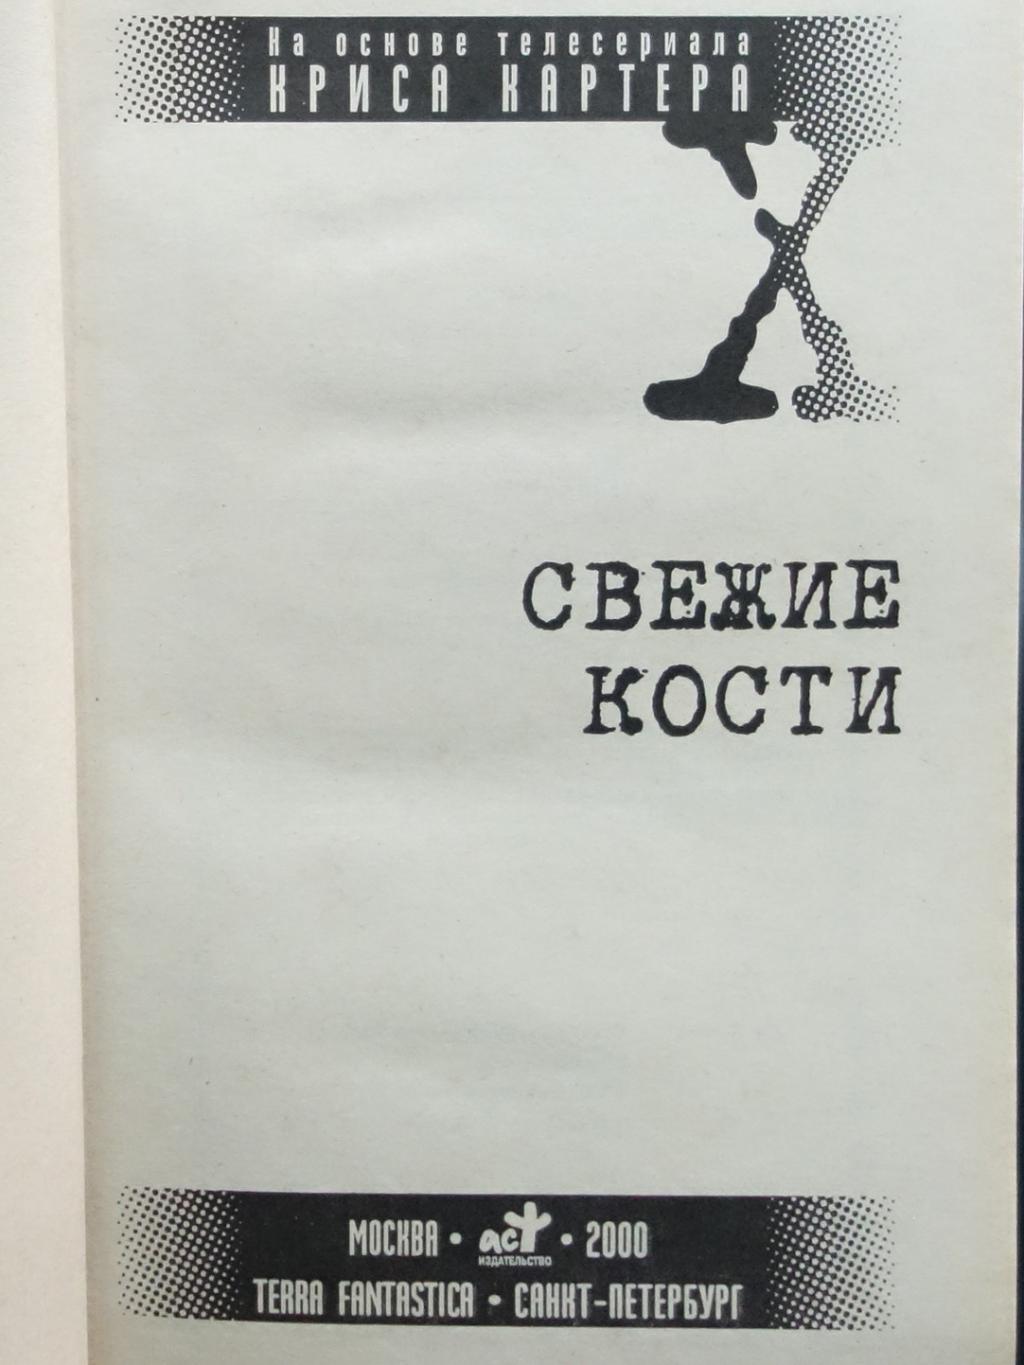 На основе телесериала
КРИСА КАРТЕРА
X
СВЕЖИЕ
КОСТИ
МОСКВА • аст ИЗДАТЕЛЬСТВО • 2000
TERRA FANTASTICA • САНКТ-ПЕТЕРБУРГ